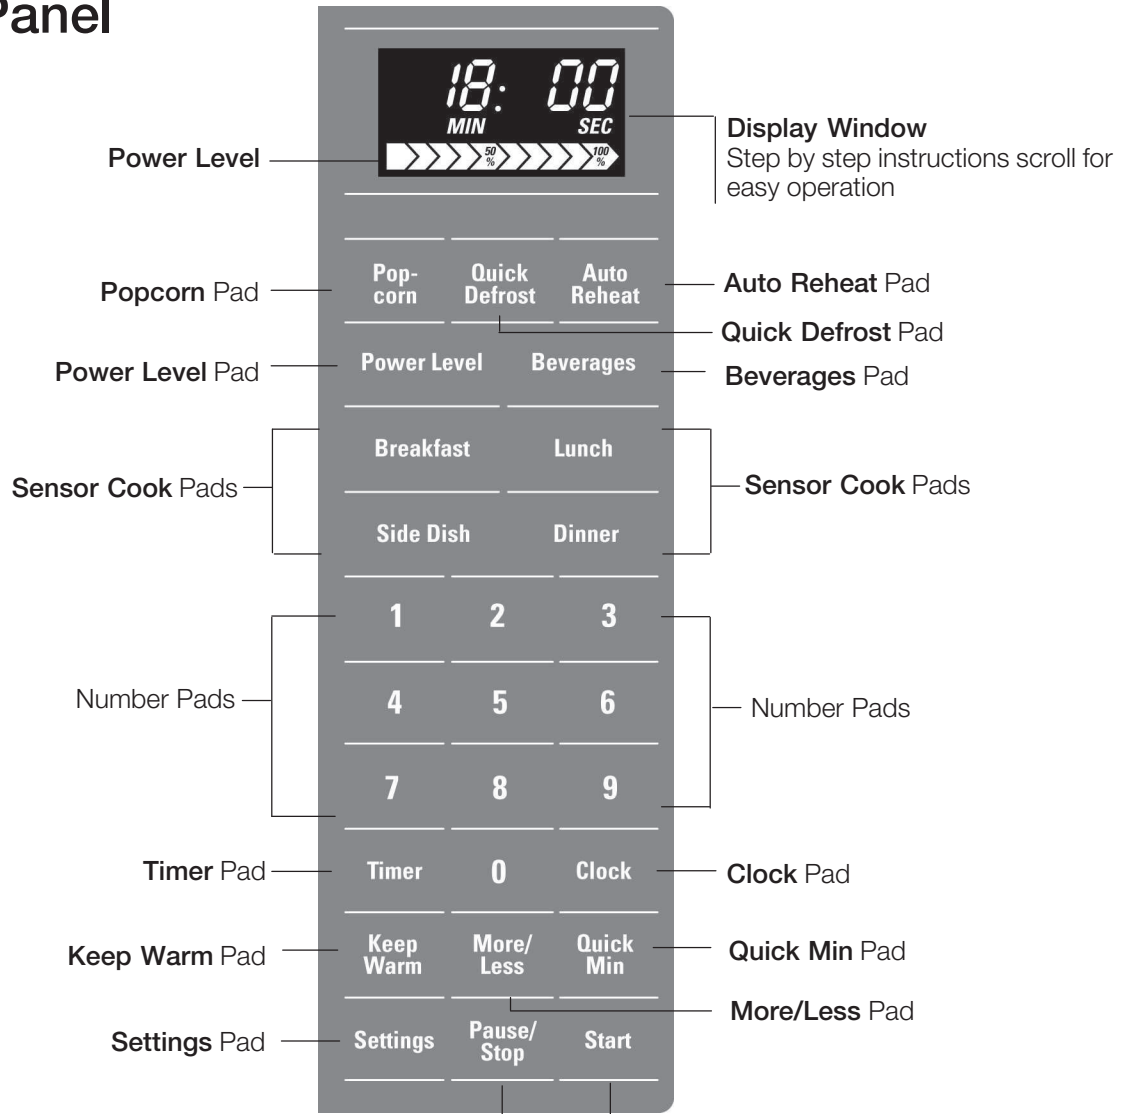 Panel
18: 00
MIN SEC
50 % 100 %
Power Level
Display Window
Step by step instructions scroll for
easy operation
Pop-
corn
Quick
Defrost
Auto
Reheat
Popcorn Pad
Auto Reheat Pad
Quick Defrost Pad
Power Level Pad
Power Level
Beverages
Beverages Pad
Breakfast
Lunch
Sensor Cook Pads
Sensor Cook Pads
Side Dish
Dinner
1 2 3
Number Pads
4 5 6
Number Pads
7 8 9
Timer Pad
Timer
0
Clock
Clock Pad
Keep Warm Pad
Keep
Warm
More/
Less
Quick
Min
Quick Min Pad
More/Less Pad
Settings Pad
Settings
Pause/
Stop
Start